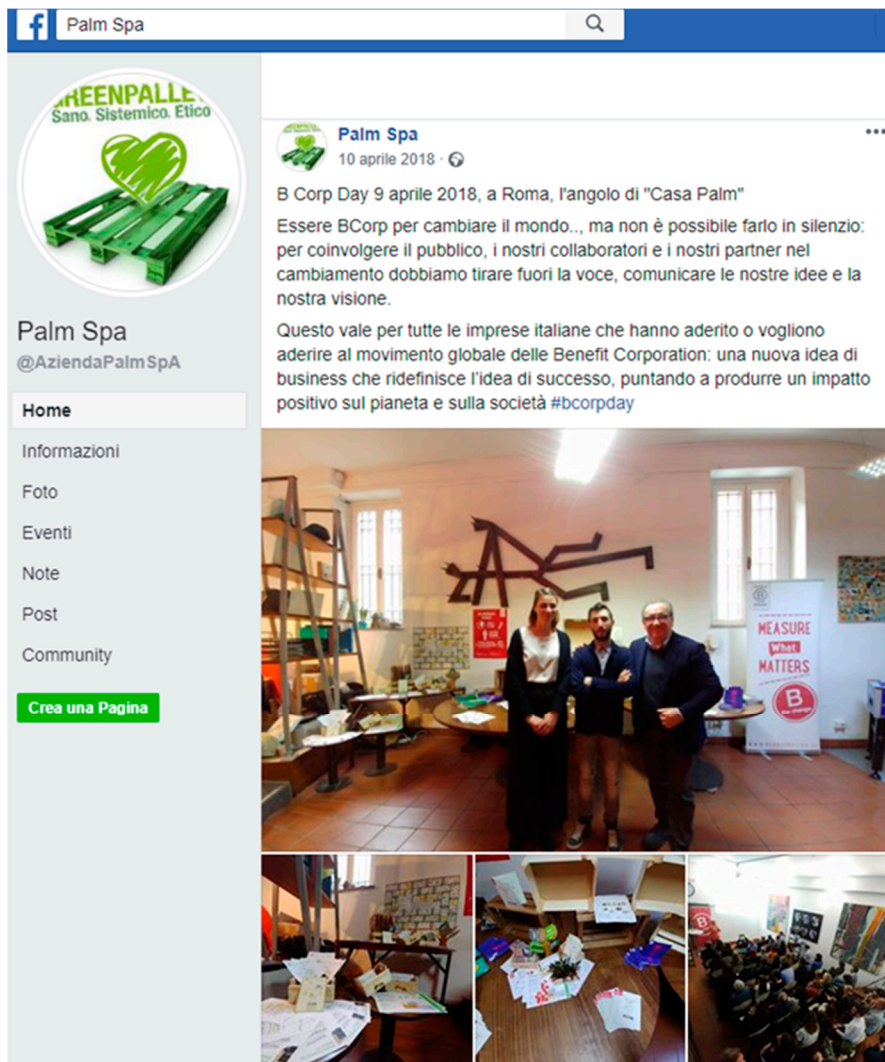 Palm Spa
GREENPALLE
Sano. Sistemico. Etico
Palm Spa
@AziendaPalmSpA
Home
Informazioni
Foto
Eventi
Note
Post
Community
Crea una Pagina
Palm Spa
10 aprile 2018 ·
B Corp Day 9 aprile 2018, a Roma, l'angolo di "Casa Palm"
Essere BCorp per cambiare il mondo.., ma non è possibile farlo in silenzio:
per coinvolgere il pubblico, i nostri collaboratori e i nostri partner nel
cambiamento dobbiamo tirare fuori la voce, comunicare le nostre idee e la
nostra visione.
Questo vale per tutte le imprese italiane che hanno aderito o vogliono
aderire al movimento globale delle Benefit Corporation: una nuova idea di
business che ridefinisce l'idea di successo, puntando a produrre un impatto
positivo sul pianeta e sulla società #bcorpday
MEASURE
What
MATTERS
B
the change